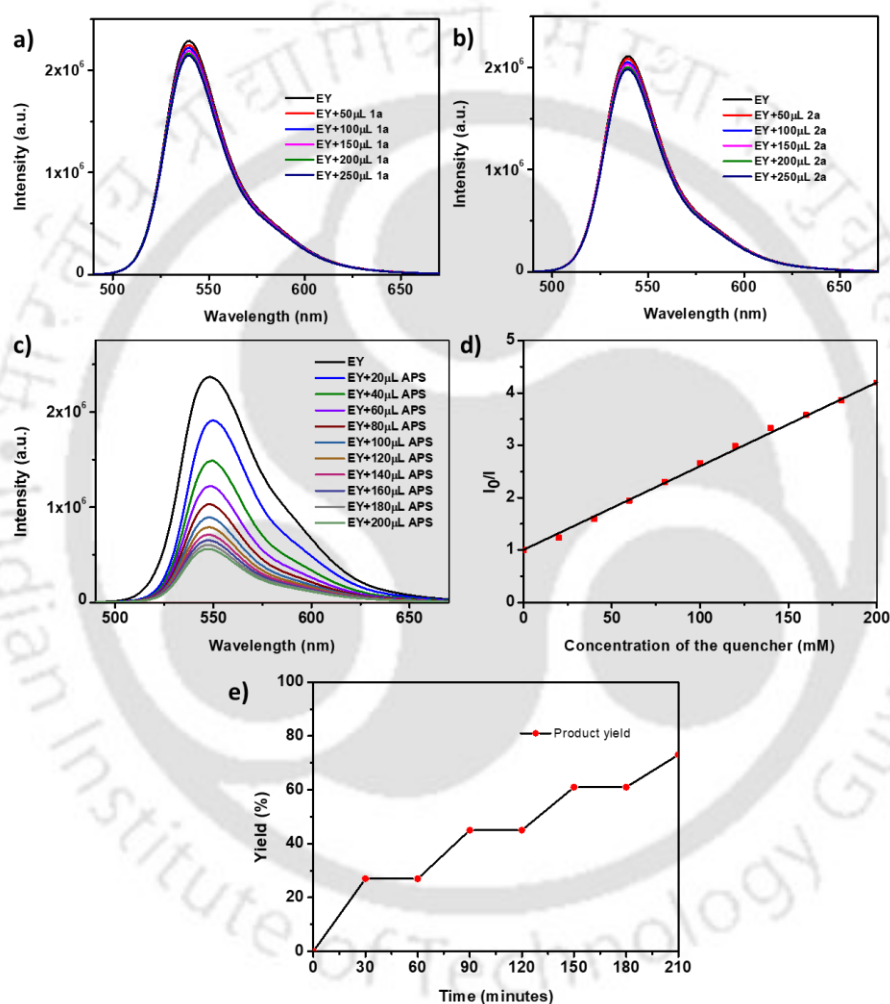 a)
2x10⁶
1x10⁶
0
Intensity (a.u.)
EY
EY+50μL 1a
EY+100μL 1a
EY+150μL 1a
EY+200μL 1a
EY+250μL 1a
500 550 600 650
Wavelength (nm)
b)
2x10⁶
1x10⁶
0
Intensity (a.u.)
EY
EY+50μL 2a
EY+100μL 2a
EY+150μL 2a
EY+200μL 2a
EY+250μL 2a
500 550 600 650
Wavelength (nm)
c)
2x10⁶
1x10⁶
0
Intensity (a.u.)
EY
EY+20μL APS
EY+40μL APS
EY+60μL APS
EY+80μL APS
EY+100μL APS
EY+120μL APS
EY+140μL APS
EY+160μL APS
EY+180μL APS
EY+200μL APS
500 550 600 650
Wavelength (nm)
d)
5
4
3
2
1
0
I₀/I
0 50 100 150 200
Concentration of the quencher (mM)
e)
100
80
60
40
20
0
Yield (%)
Product yield
0 30 60 90 120 150 180 210
Time (minutes)
Indian Institute of Technology